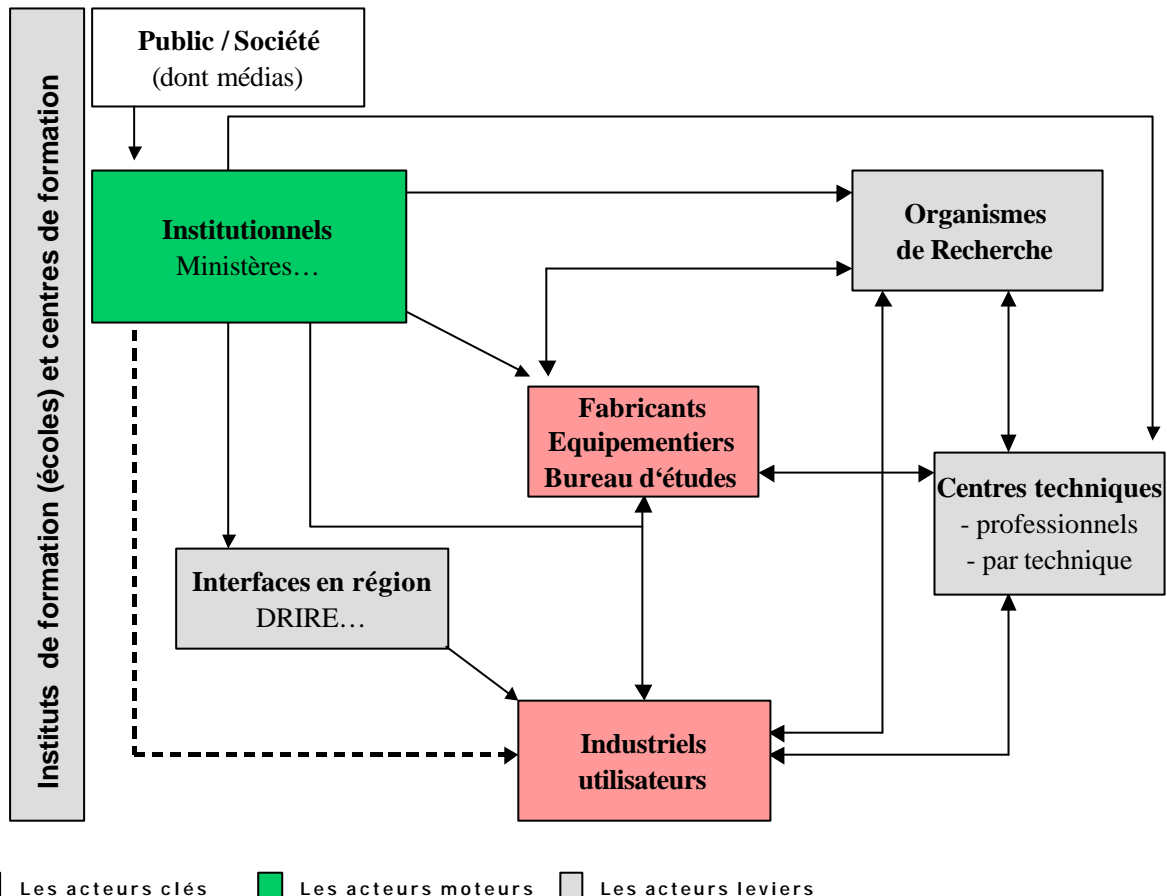 Instituts de formation (écoles) et centres de formation
Public / Société
(dont médias)
Institutionnels
Ministères…
Organismes
de Recherche
Fabricants
Equipementiers
Bureau d‘études
Centres techniques
- professionnels
- par technique
Interfaces en région
DRIRE…
Industriels
utilisateurs
Les acteurs clés
Les acteurs moteurs
Les acteurs leviers